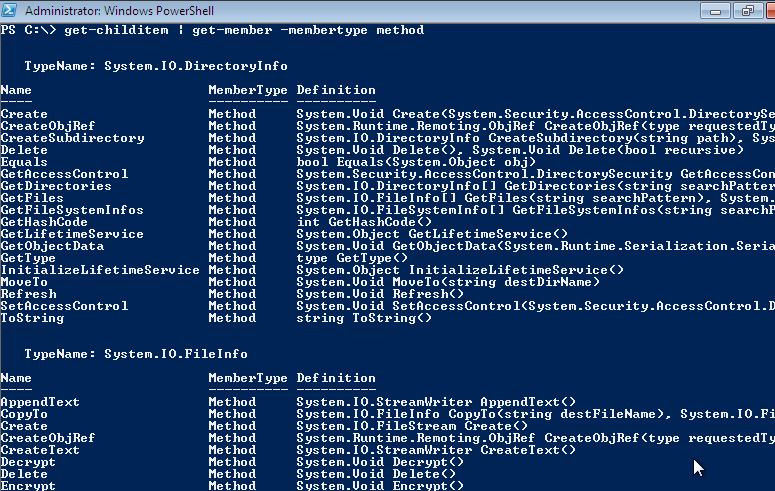 Administrator: Windows PowerShell
PS C:\> get-childitem | get-member -membertype method
TypeName: System.IO.DirectoryInfo
Name MemberType Definition
---- ---------- ----------
Create Method System.Void Create(System.Security.AccessControl.DirectorySe
CreateObjRef Method System.Runtime.Remoting.ObjRef CreateObjRef(type requestedTy
CreateSubdirectory Method System.IO.DirectoryInfo CreateSubdirectory(string path), Sys
Delete Method System.Void Delete(), System.Void Delete(bool recursive)
Equals Method bool Equals(System.Object obj)
GetAccessControl Method System.Security.AccessControl.DirectorySecurity GetAccessCon
GetDirectories Method System.IO.DirectoryInfo[] GetDirectories(string searchPatter
GetFiles Method System.IO.FileInfo[] GetFiles(string searchPattern), System.
GetFileSystemInfos Method System.IO.FileSystemInfo[] GetFileSystemInfos(string searchP
GetHashCode Method int GetHashCode()
GetLifetimeService Method System.Object GetLifetimeService()
GetObjectData Method System.Void GetObjectData(System.Runtime.Serialization.Seria
GetType Method type GetType()
InitializeLifetimeService Method System.Object InitializeLifetimeService()
MoveTo Method System.Void MoveTo(string destDirName)
Refresh Method System.Void Refresh()
SetAccessControl Method System.Void SetAccessControl(System.Security.AccessControl.D
ToString Method string ToString()
TypeName: System.IO.FileInfo
Name MemberType Definition
---- ---------- ----------
AppendText Method System.IO.StreamWriter AppendText()
CopyTo Method System.IO.FileInfo CopyTo(string destFileName), System.IO.Fi
Create Method System.IO.FileStream Create()
CreateObjRef Method System.Runtime.Remoting.ObjRef CreateObjRef(type requestedTy
CreateText Method System.IO.StreamWriter CreateText()
Decrypt Method System.Void Decrypt()
Delete Method System.Void Delete()
Encrypt Method System.Void Encrypt()